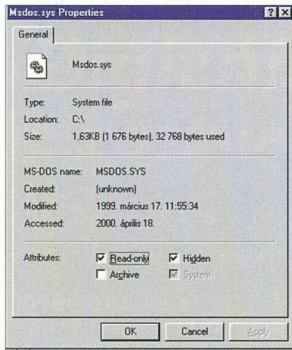 Msdos.sys Properties
General
Msdos.sys
Type: System file
Location: C:\
Size: 1,63KB (1 676 bytes), 32 768 bytes used
MS-DOS name: MSDOS.SYS
Created: (unknown)
Modified: 1999. március 17. 11:55:34
Accessed: 2000. április 18.
Attributes: Read-only Hidden
Archive System
OK Cancel Apply